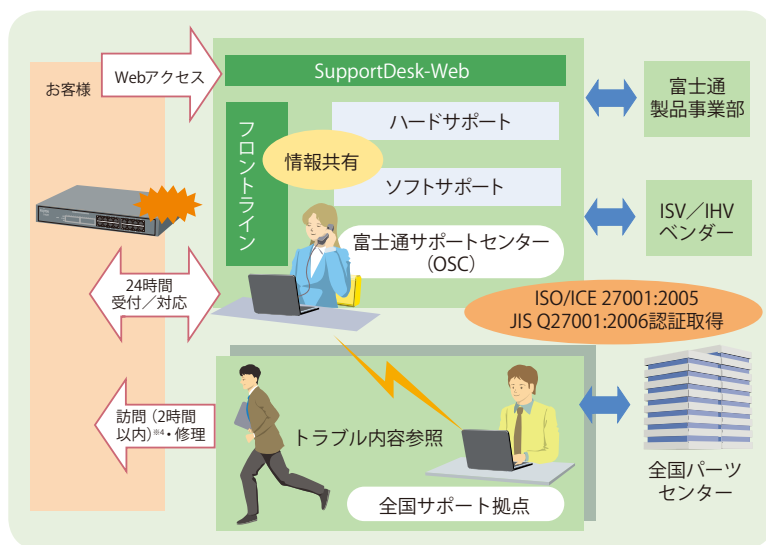 お客様
Webアクセス
SupportDesk-Web
フロントライン
ハードサポート
情報共有
ソフトサポート
富士通サポートセンター
（OSC）
富士通
製品事業部
ISV／IHV
ベンダー
24時間
受付／対応
ISO/ICE 27001:2005
JIS Q27001:2006認証取得
訪問（2時間
以内）※4・修理
トラブル内容参照
全国サポート拠点
全国パーツ
センター